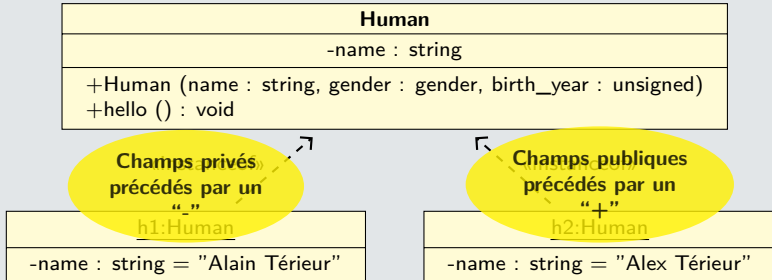 Human
-name : string
+Human (name : string, gender : gender, birth_year : unsigned)
+hello () : void
Champs privés
précédés par un
“-”
Champs publiques
précédés par un
“+”
h1:Human
-name : string = "Alain Térieur"
h2:Human
-name : string = "Alex Térieur"